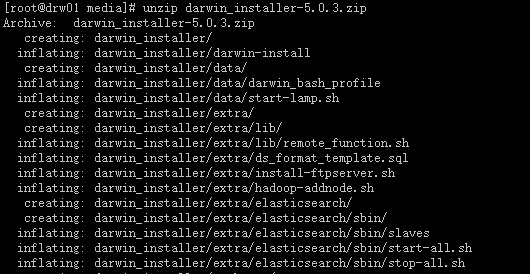 [root@drw01 media]# unzip darwin_installer-5.0.3.zip
Archive:  darwin_installer-5.0.3.zip
   creating: darwin_installer/
  inflating: darwin_installer/darwin-install
   creating: darwin_installer/data/
  inflating: darwin_installer/data/darwin_bash_profile
  inflating: darwin_installer/data/start-lamp.sh
   creating: darwin_installer/extra/
   creating: darwin_installer/extra/lib/
  inflating: darwin_installer/extra/lib/remote_function.sh
  inflating: darwin_installer/extra/ds_format_template.sql
  inflating: darwin_installer/extra/install-ftpserver.sh
  inflating: darwin_installer/extra/hadoop-addnode.sh
   creating: darwin_installer/extra/elasticsearch/
   creating: darwin_installer/extra/elasticsearch/sbin/
  inflating: darwin_installer/extra/elasticsearch/sbin/slaves
  inflating: darwin_installer/extra/elasticsearch/sbin/start-all.sh
  inflating: darwin_installer/extra/elasticsearch/sbin/stop-all.sh